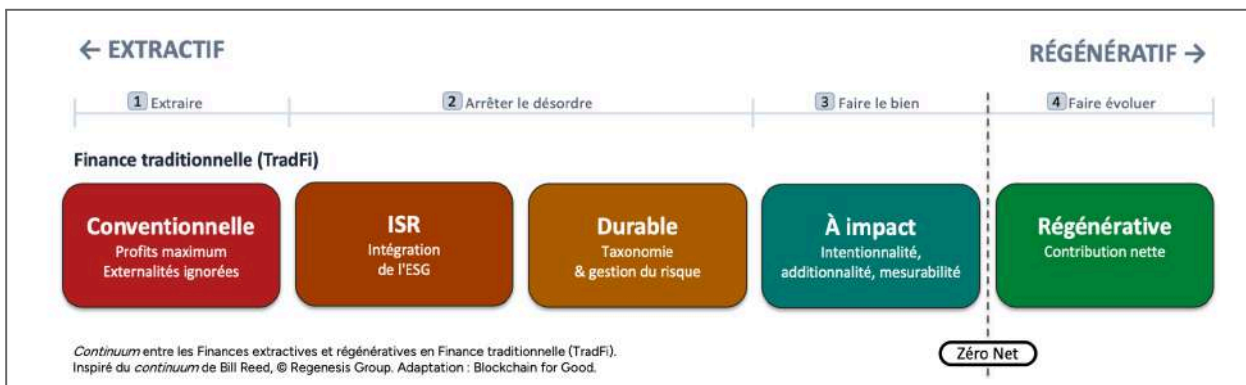 ← EXTRACTIF
RÉGÉNÉRATIF →
1 Extraire
2 Arrêter le désordre
3 Faire le bien
4 Faire évoluer
Finance traditionnelle (TradFi)
Conventionnelle
Profits maximum
Externalités ignorées
ISR
Intégration
de l'ESG
Durable
Taxonomie
& gestion du risque
À impact
Intentionnalité,
additionnalité, mesurabilité
Régénérative
Contribution nette
Continuum entre les Finances extractives et régénératives en Finance traditionnelle (TradFi).
Inspiré du continuum de Bill Reed, © Regenesis Group. Adaptation : Blockchain for Good.
Zéro Net